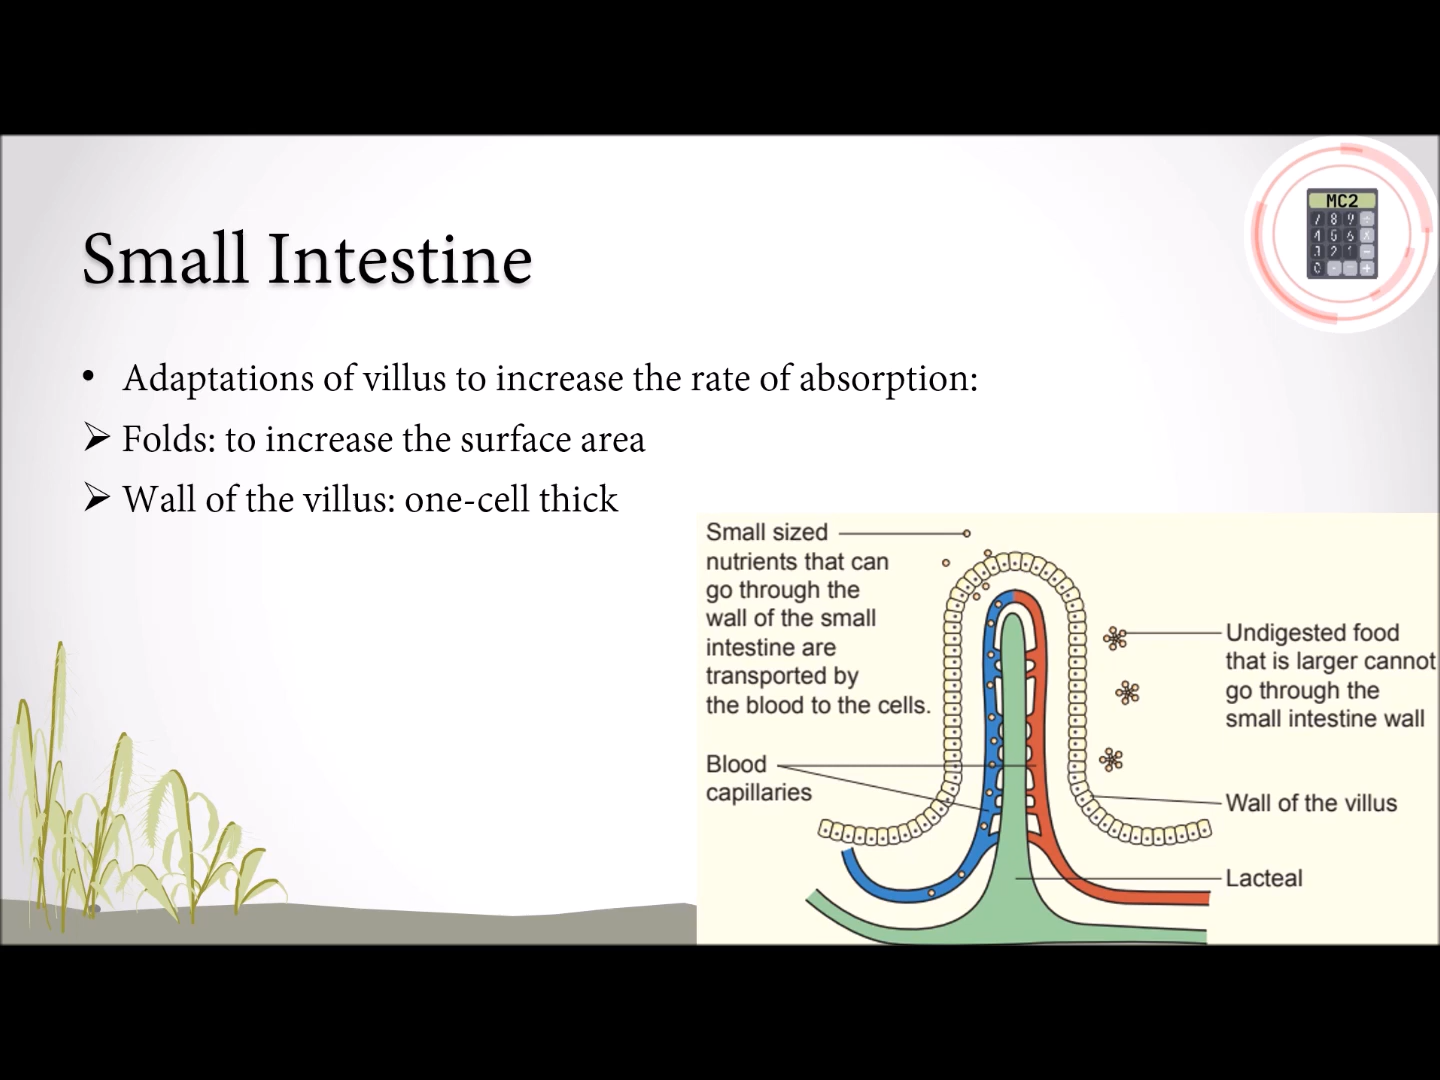 MC2
Small Intestine
• Adaptations of villus to increase the rate of absorption:
➢ Folds: to increase the surface area
➢ Wall of the villus: one-cell thick
Small sized
nutrients that can
go through the
wall of the small
intestine are
transported by
the blood to the cells.
Blood
capillaries
Undigested food
that is larger cannot
go through the
small intestine wall
Wall of the villus
Lacteal